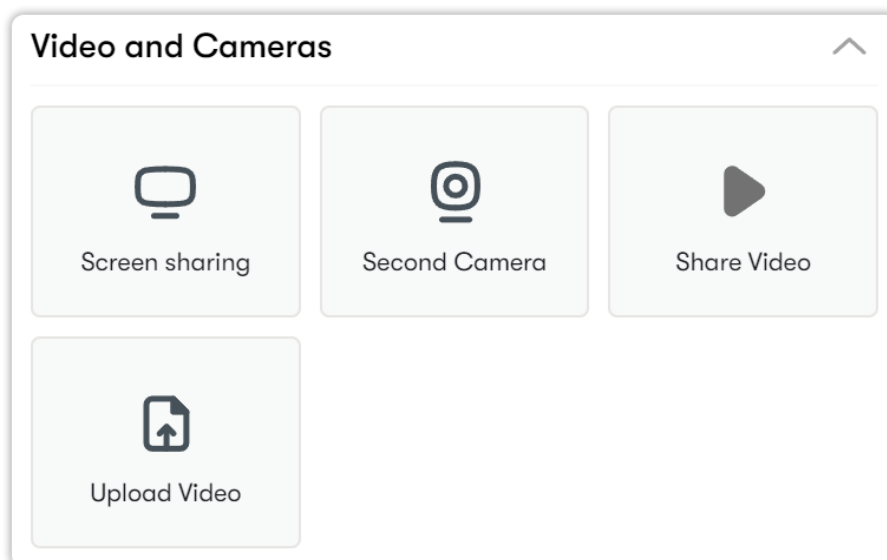 Video and Cameras
Screen sharing
Second Camera
Share Video
Upload Video